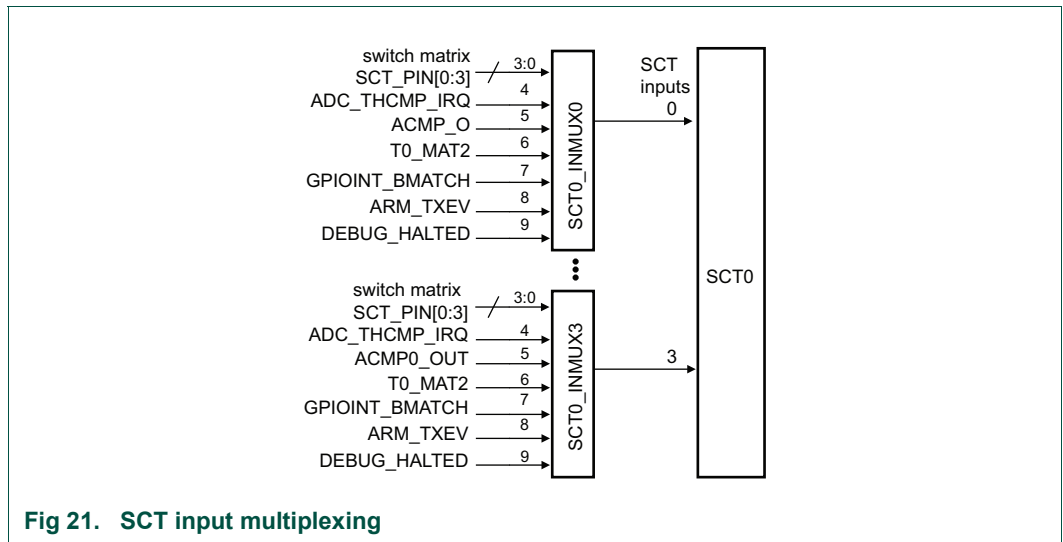 switch matrix
SCT_PIN[0:3] 3:0
ADC_THCMP_IRQ 4
ACMP_O 5
T0_MAT2 6
GPIOINT_BMATCH 7
ARM_TXEV 8
DEBUG_HALTED 9
SCT0_INMUX0
SCT
inputs
0
switch matrix
SCT_PIN[0:3] 3:0
ADC_THCMP_IRQ 4
ACMP0_OUT 5
T0_MAT2 6
GPIOINT_BMATCH 7
ARM_TXEV 8
DEBUG_HALTED 9
SCT0_INMUX3
3
SCT0
Fig 21. SCT input multiplexing